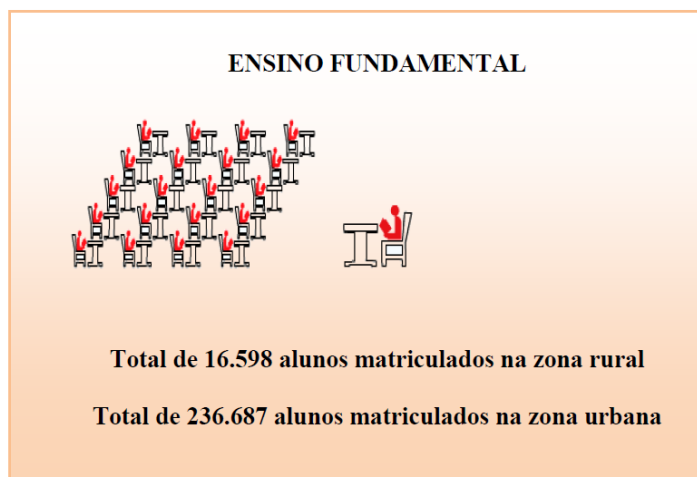 ENSINO FUNDAMENTAL
Total de 16.598 alunos matriculados na zona rural
Total de 236.687 alunos matriculados na zona urbana